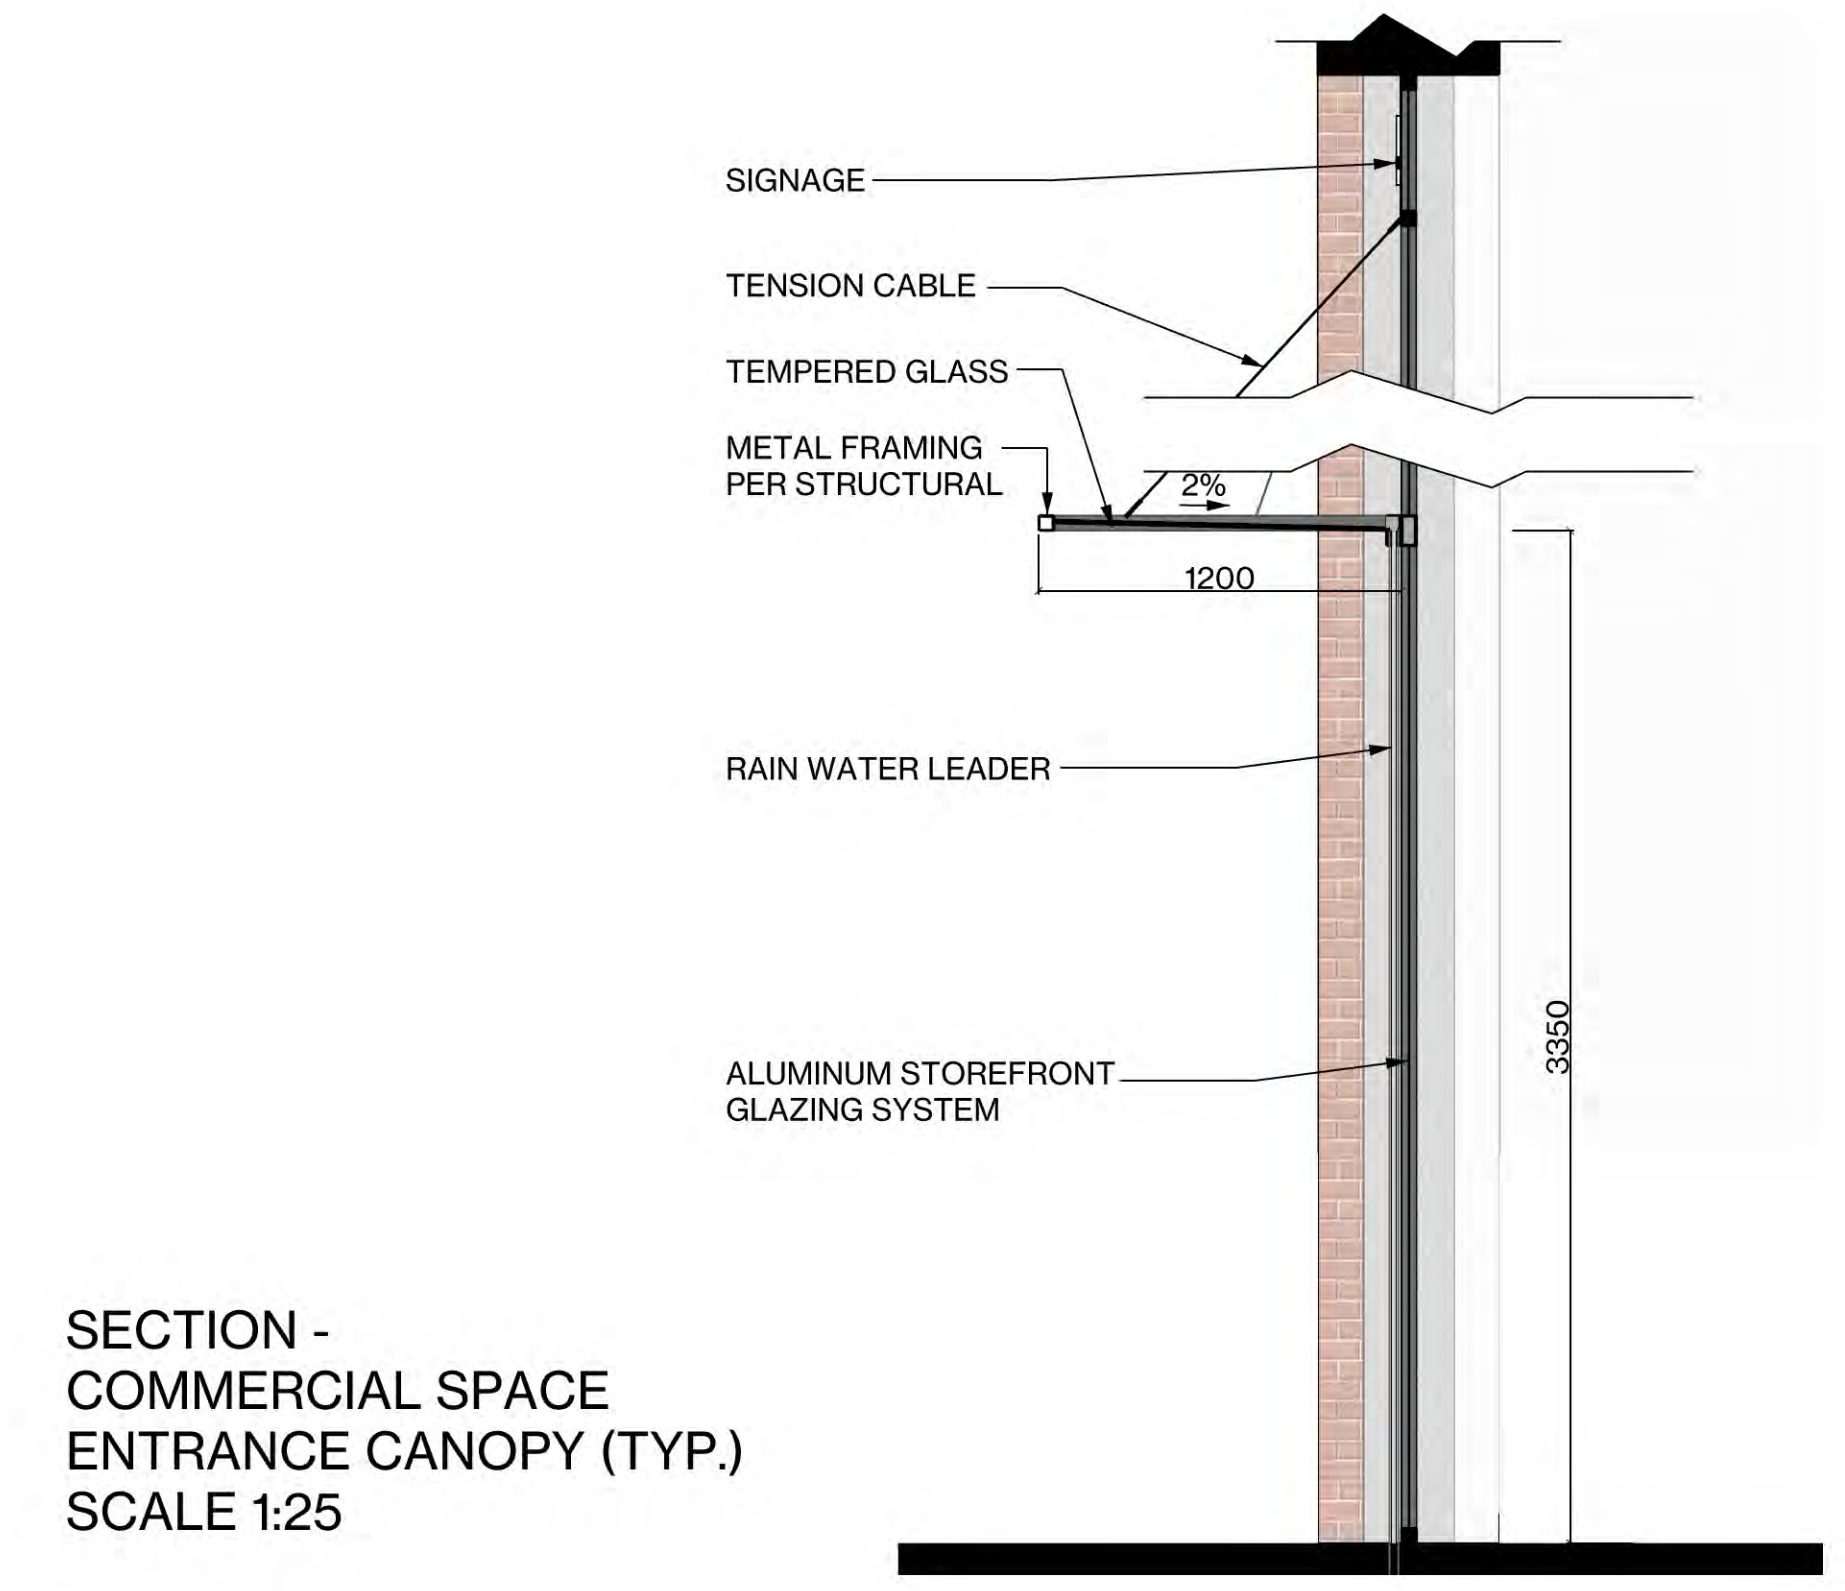 SIGNAGE
TENSION CABLE
TEMPERED GLASS
METAL FRAMING
PER STRUCTURAL
2%
1200
RAIN WATER LEADER
3350
ALUMINUM STOREFRONT
GLAZING SYSTEM
SECTION -
COMMERCIAL SPACE
ENTRANCE CANOPY (TYP.)
SCALE 1:25